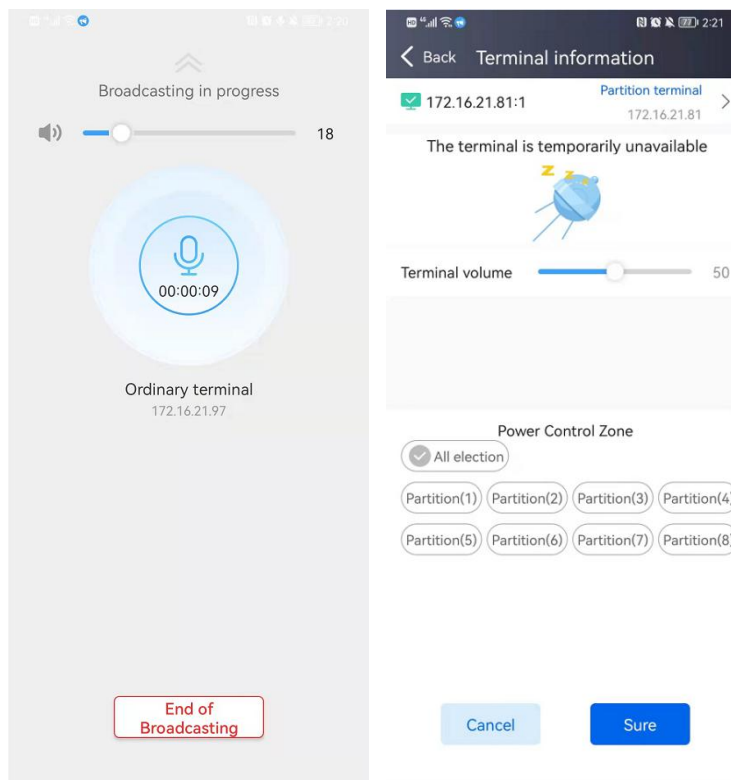 Broadcasting in progress
18
00:00:09
Ordinary terminal
172.16.21.97
End of
Broadcasting
HD 77 2:21
Back Terminal information
172.16.21.81:1
Partition terminal
172.16.21.81
The terminal is temporarily unavailable
z z z
Terminal volume 50
Power Control Zone
All election
Partition(1) Partition(2) Partition(3) Partition(4)
Partition(5) Partition(6) Partition(7) Partition(8)
Cancel Sure